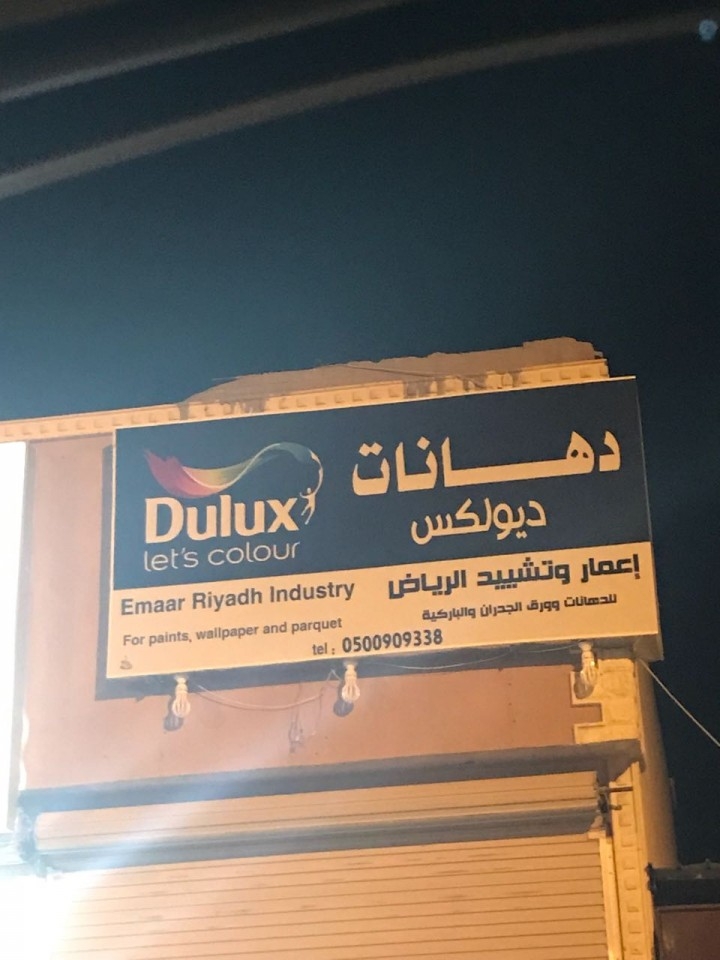 Dulux
let's colour
دهانات
ديولكس
Emaar Riyadh Industry
إعمار وتشييد الرياض
For paints, wallpaper and parquet
للدهانات وورق الجدران والباركية
tel : 0500909338